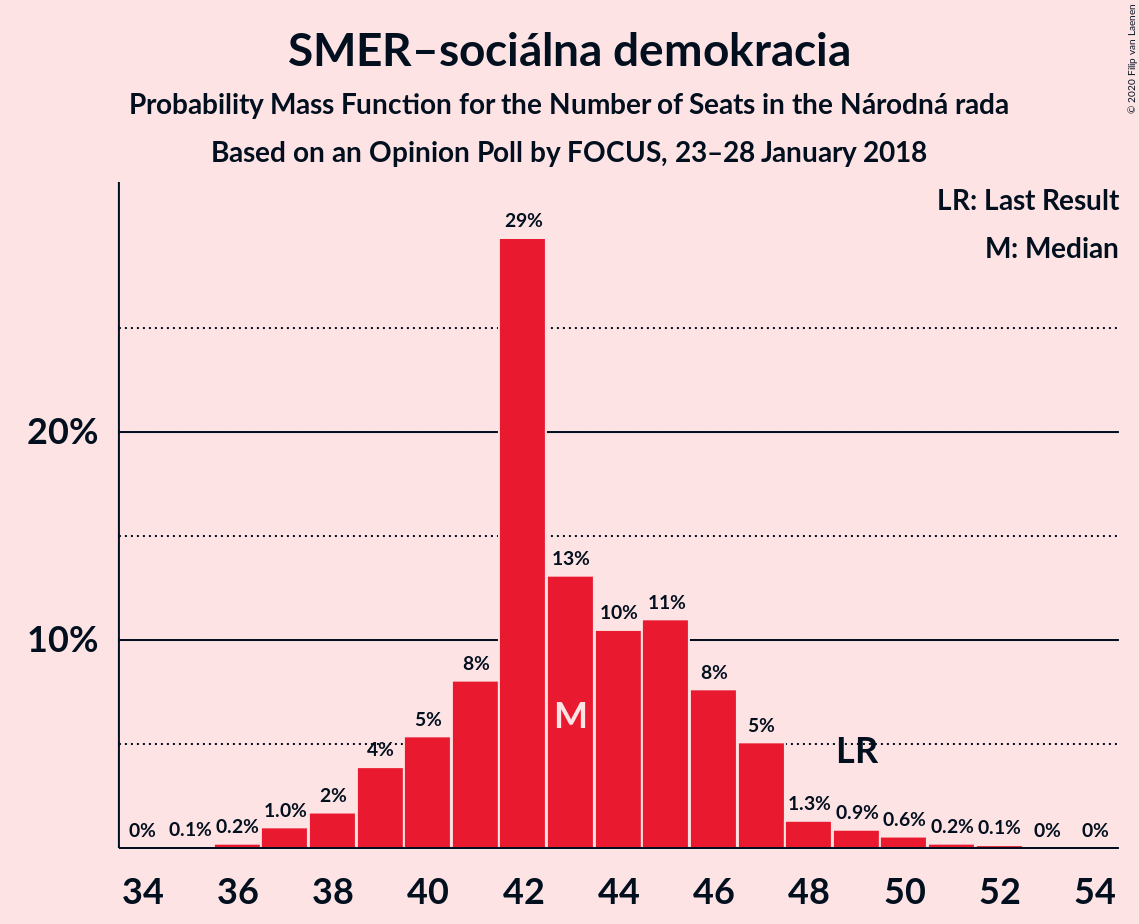 SMER–sociálna demokracia
Probability Mass Function for the Number of Seats in the Národná rada
Based on an Opinion Poll by FOCUS, 23–28 January 2018
© 2020 Filip van Laenen
LR: Last Result
M: Median
20%
10%
0%
0.1%
0.2%
1.0%
2%
4%
5%
8%
29%
13%
10%
11%
8%
5%
1.3%
0.9%
0.6%
0.2%
0.1%
0%
0%
M
LR
34 36 38 40 42 44 46 48 50 52 54